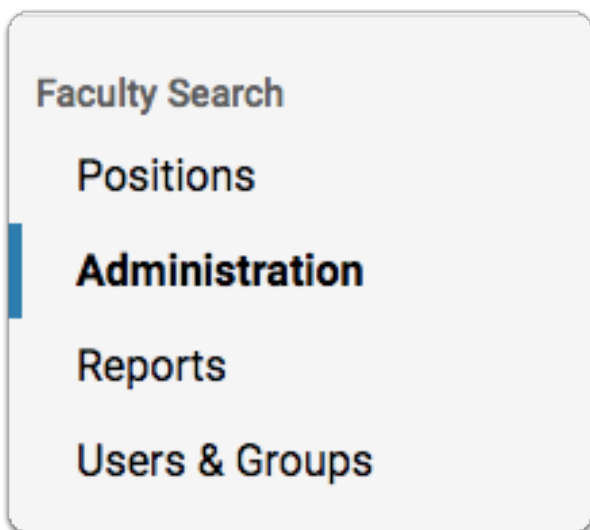 Faculty Search
Positions
Administration
Reports
Users & Groups